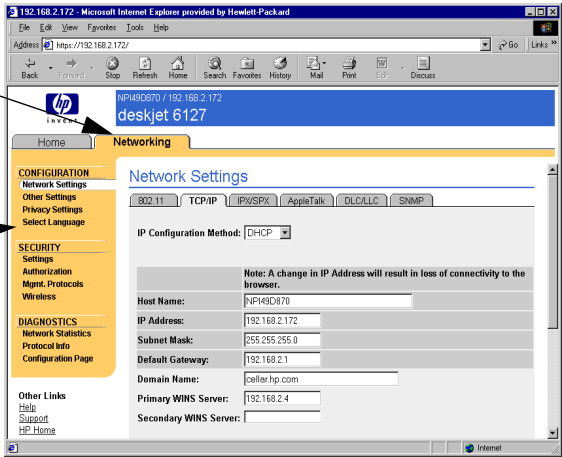 192.168.2.172 - Microsoft Internet Explorer provided by Hewlett-Packard
File Edit View Favorites Tools Help
Address https://192.168.2.172/ Go Links »
Back Forward Stop Refresh Home Search Favorites History Mail Print Edit Discuss
hp
invent
NPI49D870 / 192.168.2.172
deskjet 6127
Home Networking
CONFIGURATION
Network Settings
Other Settings
Privacy Settings
Select Language
SECURITY
Settings
Authorization
Mgmt. Protocols
Wireless
DIAGNOSTICS
Network Statistics
Protocol Info
Configuration Page
Other Links
Help
Support
HP Home
Network Settings
802.11 TCP/IP IPX/SPX AppleTalk DLC/LLC SNMP
IP Configuration Method: DHCP
Note: A change in IP Address will result in loss of connectivity to the
browser.
Host Name: NPI49D870
IP Address: 192.168.2.172
Subnet Mask: 255.255.255.0
Default Gateway: 192.168.2.1
Domain Name: cellar.hp.com
Primary WINS Server: 192.168.2.4
Secondary WINS Server:
Internet